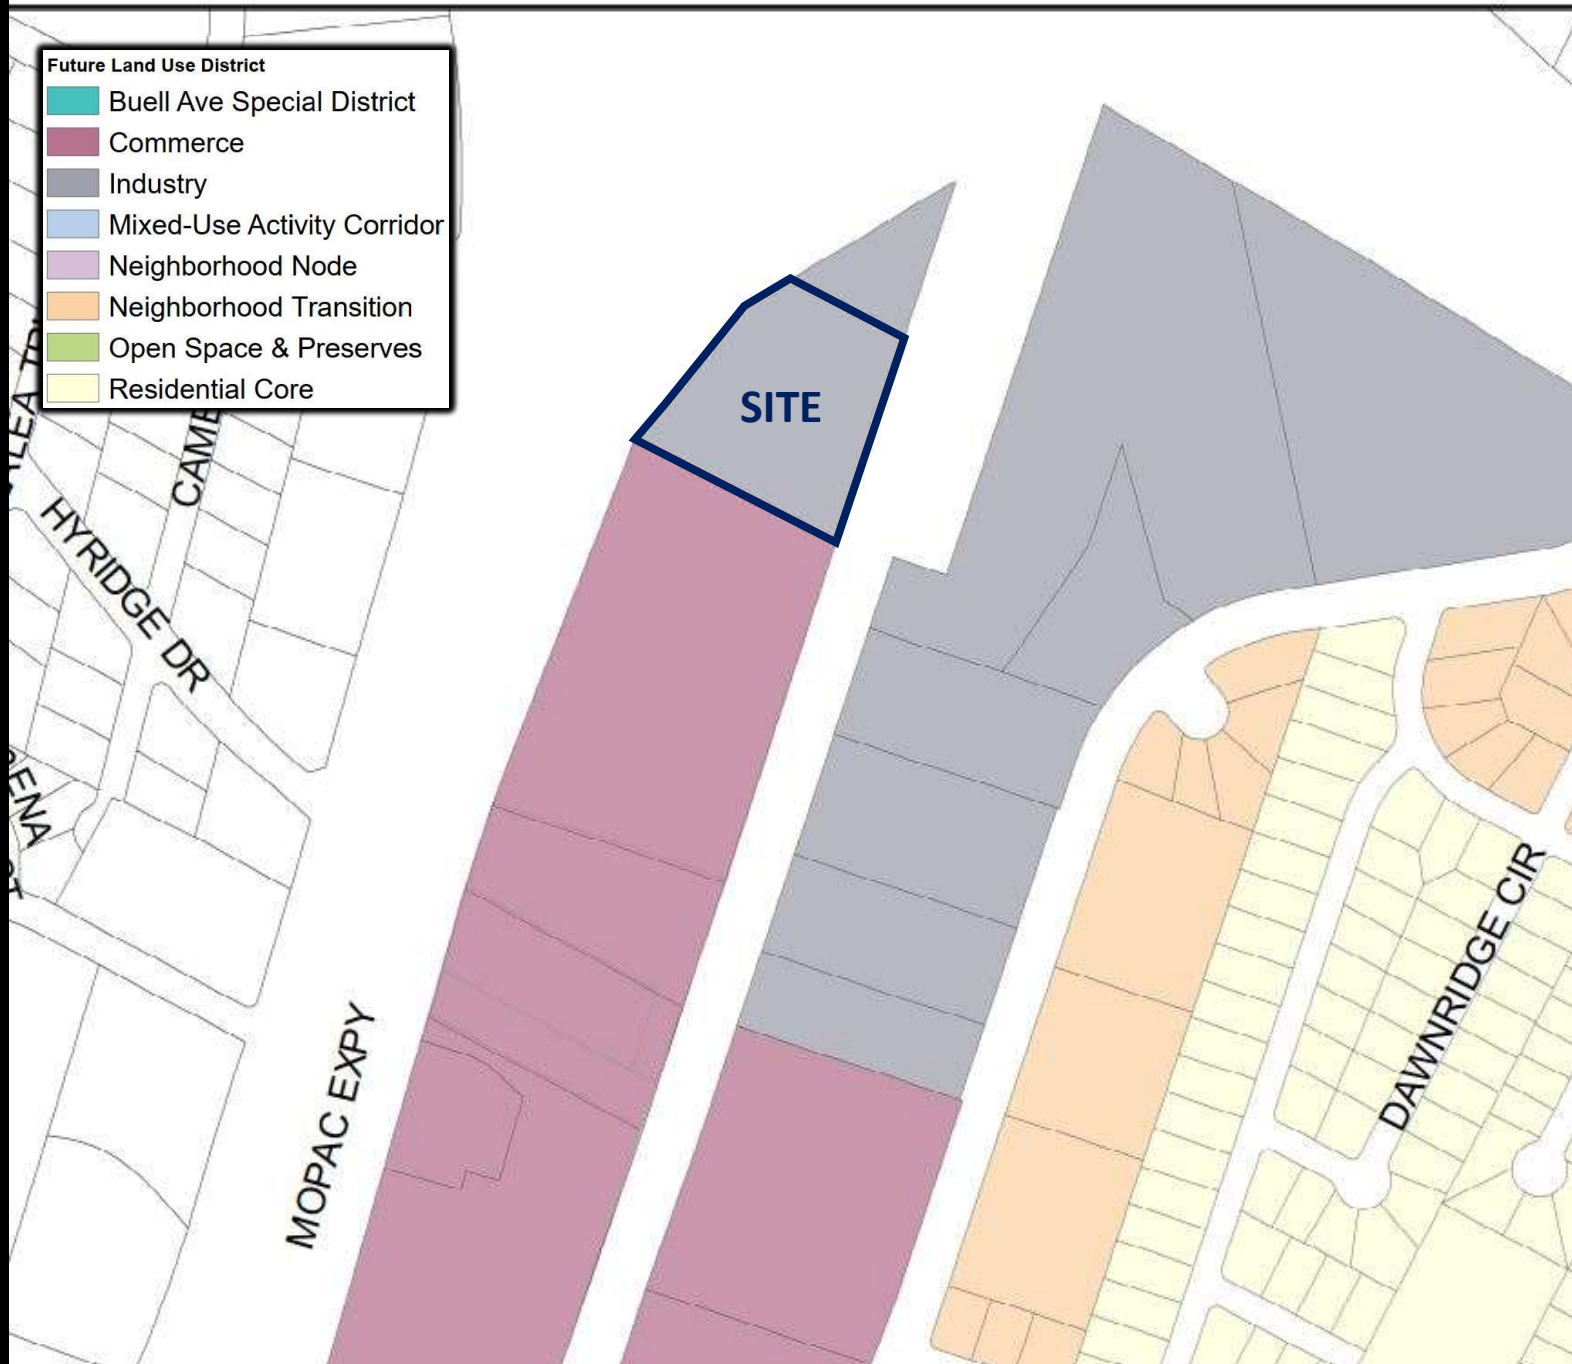 Future Land Use District
Buell Ave Special District
Commerce
Industry
Mixed-Use Activity Corridor
Neighborhood Node
Neighborhood Transition
Open Space & Preserves
Residential Core
SITE
HYRIDGE DR
MOPAC EXPY
DAWNRIDGE CIR